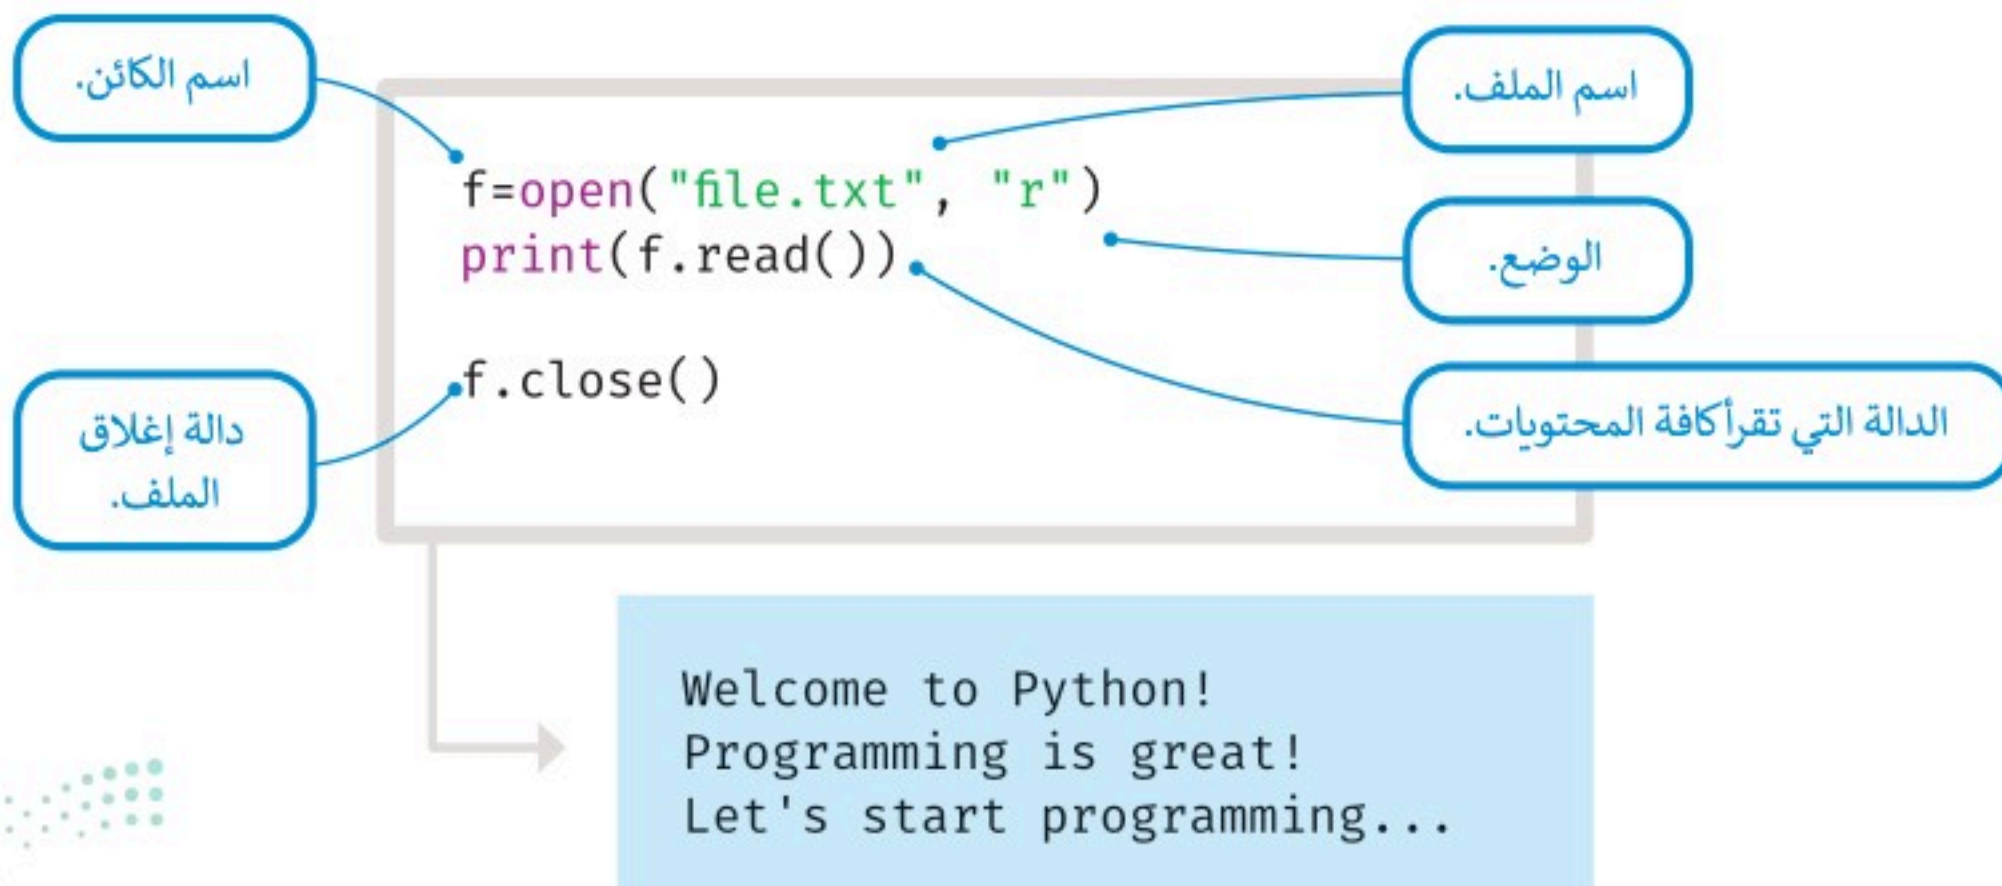 اسم الكائن.
اسم الملف.
f=open("file.txt", "r")
print(f.read())
الوضع.
f.close()
دالة إغلاق
الملف.
الدالة التي تقرأ كافة المحتويات.
Welcome to Python!
Programming is great!
Let's start programming...